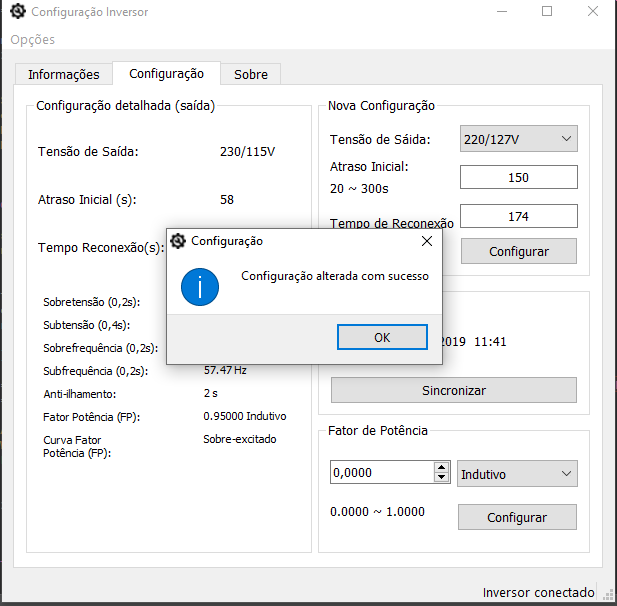 Configuração Inversor
Opções
Informações
Configuração
Sobre
Configuração detalhada (saída)
Tensão de Saída:
230/115V
Atraso Inicial (s):
58
Tempo Reconexão(s):
Sobretensão (0,2s):
Subtensão (0,4s):
Sobrefrequência (0,2s):
Subfrequência (0,2s):
57.47 Hz
Anti-ilhamento:
2 s
Fator Potência (FP):
0.95000 Indutivo
Curva Fator
Potência (FP):
Sobre-excitado
Nova Configuração
Tensão de Sáida:
220/127V
Atraso Inicial:
20 ~ 300s
150
Tempo de Reconexão
174
Configurar
Configuração
Configuração alterada com sucesso
OK
2019 11:41
Sincronizar
Fator de Potência
0,0000
Indutivo
0.0000 ~ 1.0000
Configurar
Inversor conectado